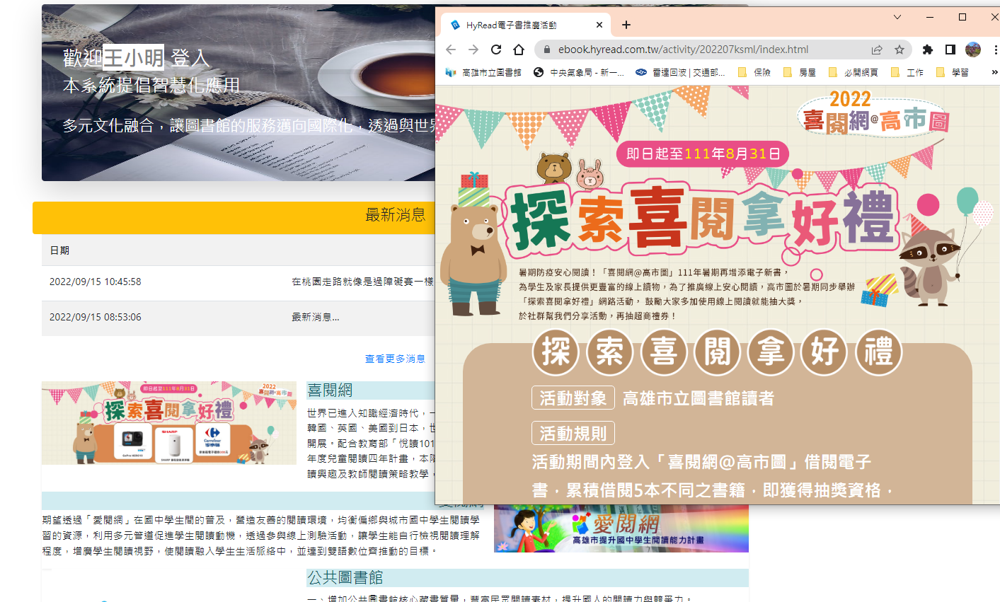 歡迎王小明 登入
本系統提倡智慧化應用
多元文化融合，讓圖書館的服務邁向國際化，透過與世界
最新消息
日期
2022/09/15 10:45:58
在桃園走路就像是過障礙賽一樣
2022/09/15 08:53:06
最新消息...
查看更多消息
即日起至111年8月31日
2022
喜閱網@高市圖
探索喜閱拿好禮
SHARP
Carrefour
家樂福
喜閱網
世界已進入知識經濟時代，一
韓國、英國、美國到日本，世
開展。配合教育部「悅讀101
年度兒童閱讀四年計畫，本階
讀興趣及教師閱讀策略教學，
愛閱網
期望透過「愛閱網」在國中學生間的普及，營造友善的閱讀環境，均衡偏鄉與城市國中學生閱讀學
習的資源，利用多元管道促進學生閱讀動機，透過參與線上測驗活動，讓學生能自行檢視閱讀理解
程度，增廣學生閱讀視野，使閱讀融入學生生活脈絡中，並達到雙語數位齊推動的目標。
愛閱網
高雄市提升國中學生閱讀能力計畫
公共圖書館
一、增加公共圖書館核心藏書質量，豐富民眾閱讀素材，提升國人的閱讀力與競爭力。
HyRead電子書推廣活動
ebook.hyread.com.tw/activity/202207ksml/index.html
高雄市立圖書館
中央氣象局 - 新一...
雷達回波 | 交通部...
保險
房屋
必開網頁
工作
學習
2022
喜閱網@高市圖
即日起至111年8月31日
探索喜閱拿好禮
暑期防疫安心閱讀！「喜閱網@高市圖」111年暑期再增添電子新書，
為學生及家長提供更豐富的線上讀物，為了推廣線上安心閱讀，高市圖於暑期同步舉辦
「探索喜閱拿好禮」網路活動， 鼓勵大家多加使用線上閱讀就能抽大獎，
於社群幫我們分享活動，再抽超商禮券！
探索喜閱拿好禮
活動對象 高雄市立圖書館讀者
活動規則
活動期間內登入「喜閱網@高市圖」借閱電子
書，累積借閱5本不同之書籍，即獲得抽獎資格，